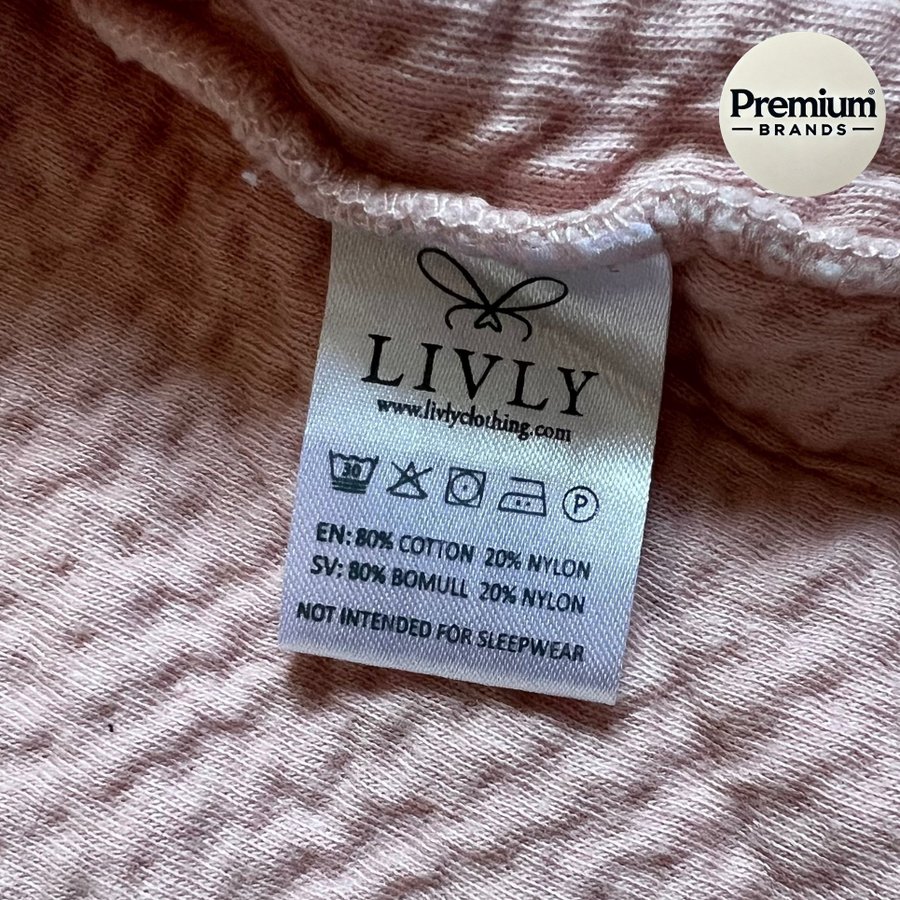 Premium®
BRANDS
LIVLY
www.livlyclothing.com
30
P
EN: 80% COTTON 20% NYLON
SV: 80% BOMULL 20% NYLON
NOT INTENDED FOR SLEEPWEAR